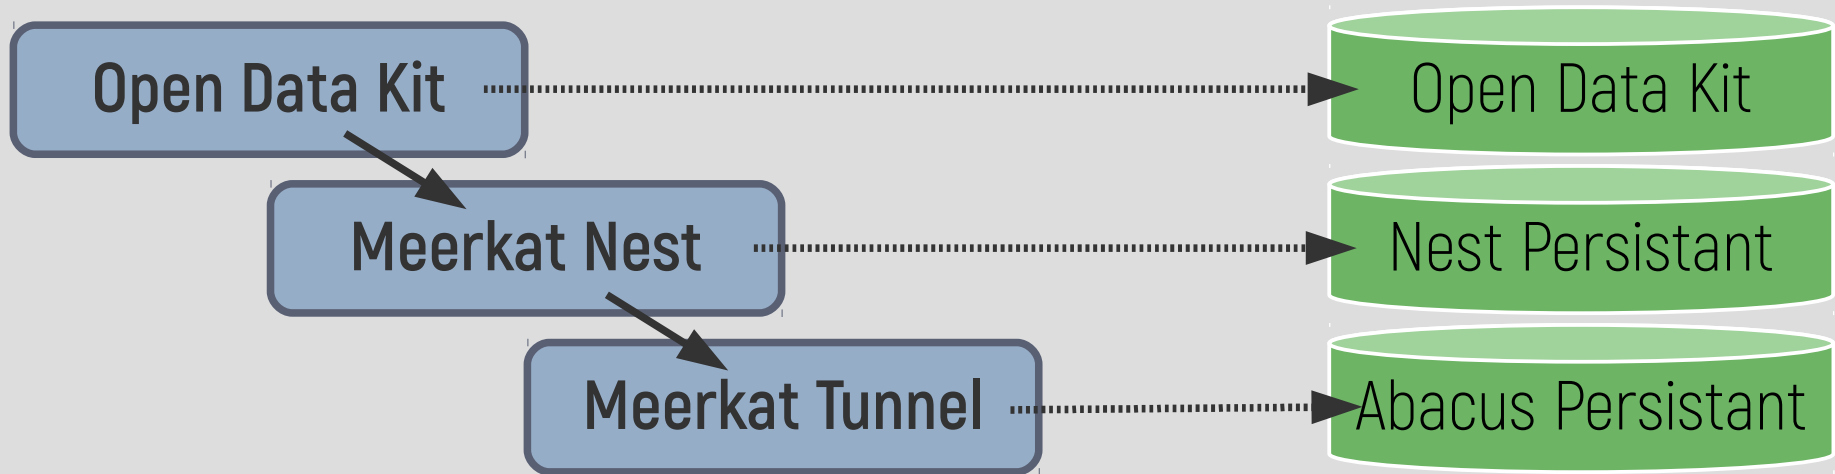 Open Data Kit
Open Data Kit
Meerkat Nest
Nest Persistant
Meerkat Tunnel
Abacus Persistant